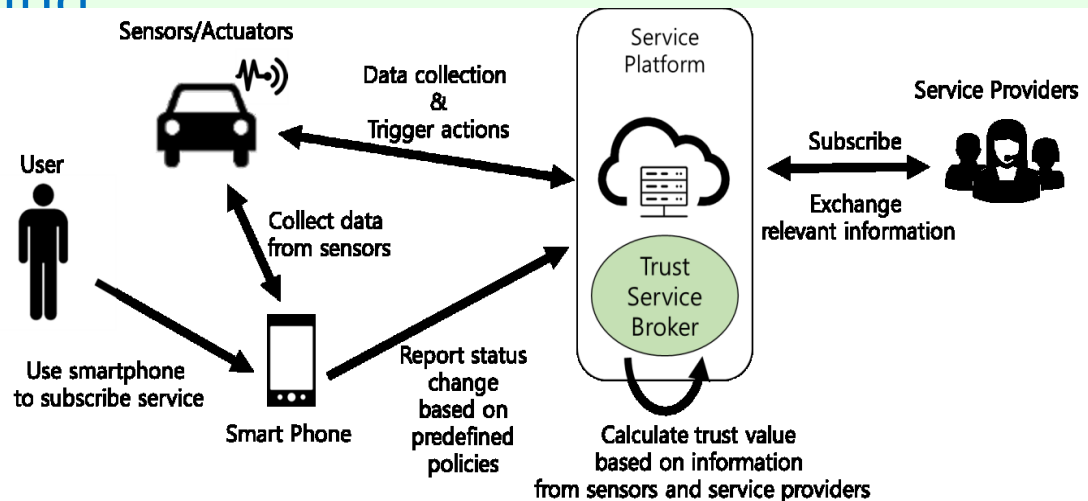 Sensors/Actuators
Data collection
&
Trigger actions
Service
Platform
Service Providers
Subscribe
Exchange
relevant information
User
Collect data
from sensors
Trust
Service
Broker
Use smartphone
to subscribe service
Smart Phone
Report status
change
based on
predefined
policies
Calculate trust value
based on information
from sensors and service providers